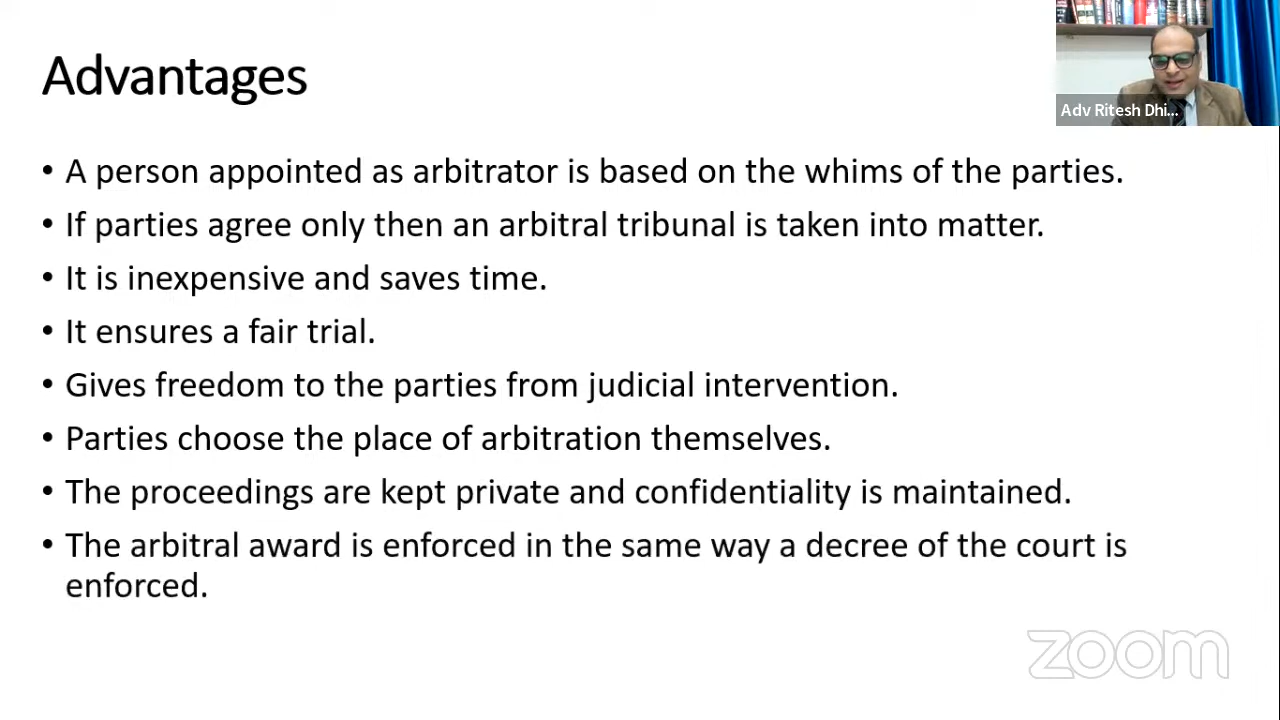 Advantages
Adv Ritesh Dhi...
• A person appointed as arbitrator is based on the whims of the parties.
• If parties agree only then an arbitral tribunal is taken into matter.
• It is inexpensive and saves time.
• It ensures a fair trial.
• Gives freedom to the parties from judicial intervention.
• Parties choose the place of arbitration themselves.
• The proceedings are kept private and confidentiality is maintained.
• The arbitral award is enforced in the same way a decree of the court is
enforced.
zoom